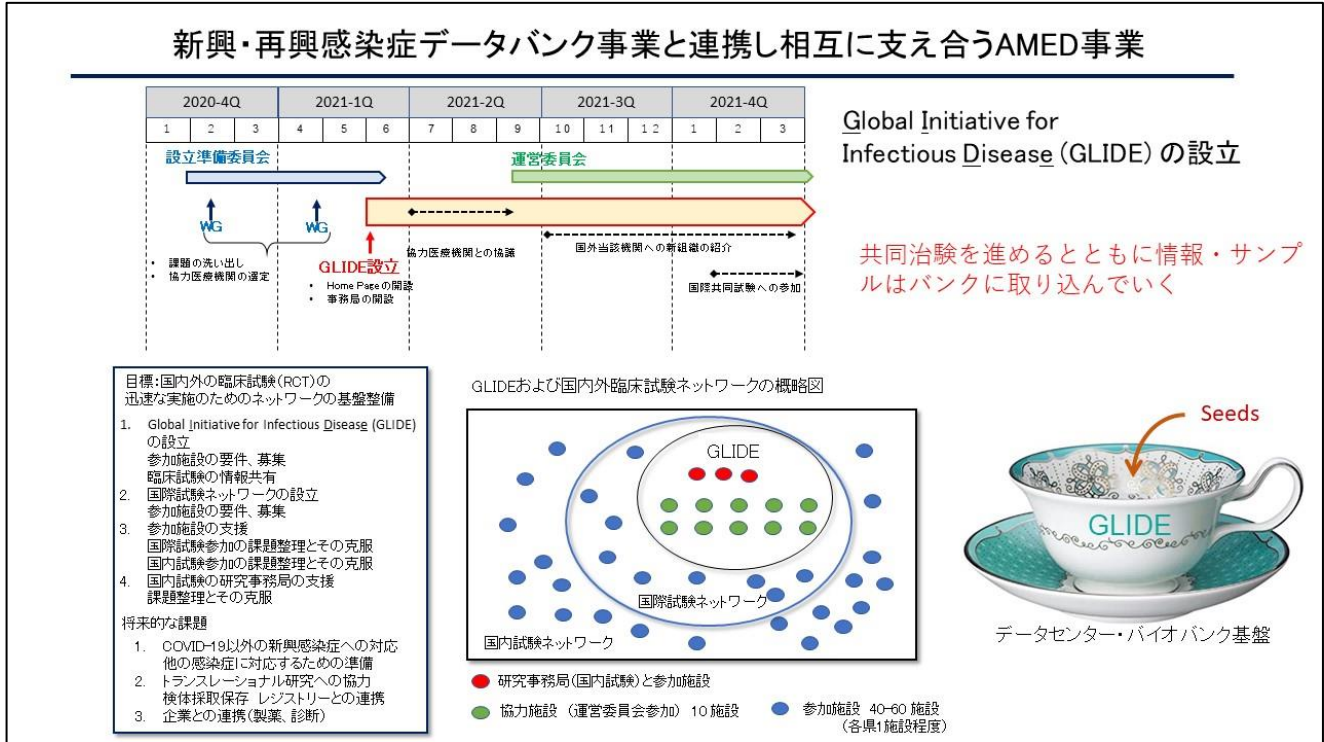 新興・再興感染症データバンク事業と連携し相互に支え合うAMED事業
2020-4Q 2021-1Q 2021-2Q 2021-3Q 2021-4Q
1 2 3 4 5 6 7 8 9 10 11 12 1 2 3
設立準備委員会
運営委員会
WG WG
• 課題の洗い出し
• 協力医療機関の選定
GLIDE設立
• Home Pageの開設
• 事務局の開設
協力医療機関との協議
国外当該機関への新組織の紹介
国際共同試験への参加
Global Initiative for
Infectious Disease (GLIDE) の設立
共同治験を進めるとともに情報・サンプ
ルはバンクに取り込んでいく
目標:国内外の臨床試験(RCT)の
迅速な実施のためのネットワークの基盤整備
1. Global Initiative for Infectious Disease (GLIDE)
の設立
参加施設の要件、募集
臨床試験の情報共有
2. 国際試験ネットワークの設立
参加施設の要件、募集
3. 参加施設の支援
国際試験参加の課題整理とその克服
国内試験参加の課題整理とその克服
4. 国内試験の研究事務局の支援
課題整理とその克服
将来的な課題
1. COVID-19以外の新興感染症への対応
他の感染症に対応するための準備
2. トランスレーショナル研究への協力
検体採取保存 レジストリーとの連携
3. 企業との連携(製薬、診断)
GLIDEおよび国内外臨床試験ネットワークの概略図
GLIDE
国際試験ネットワーク
国内試験ネットワーク
研究事務局(国内試験)と参加施設
協力施設 (運営委員会参加) 10 施設
参加施設 40-60 施設
(各県1施設程度)
Seeds
GLIDE
データセンター・バイオバンク基盤